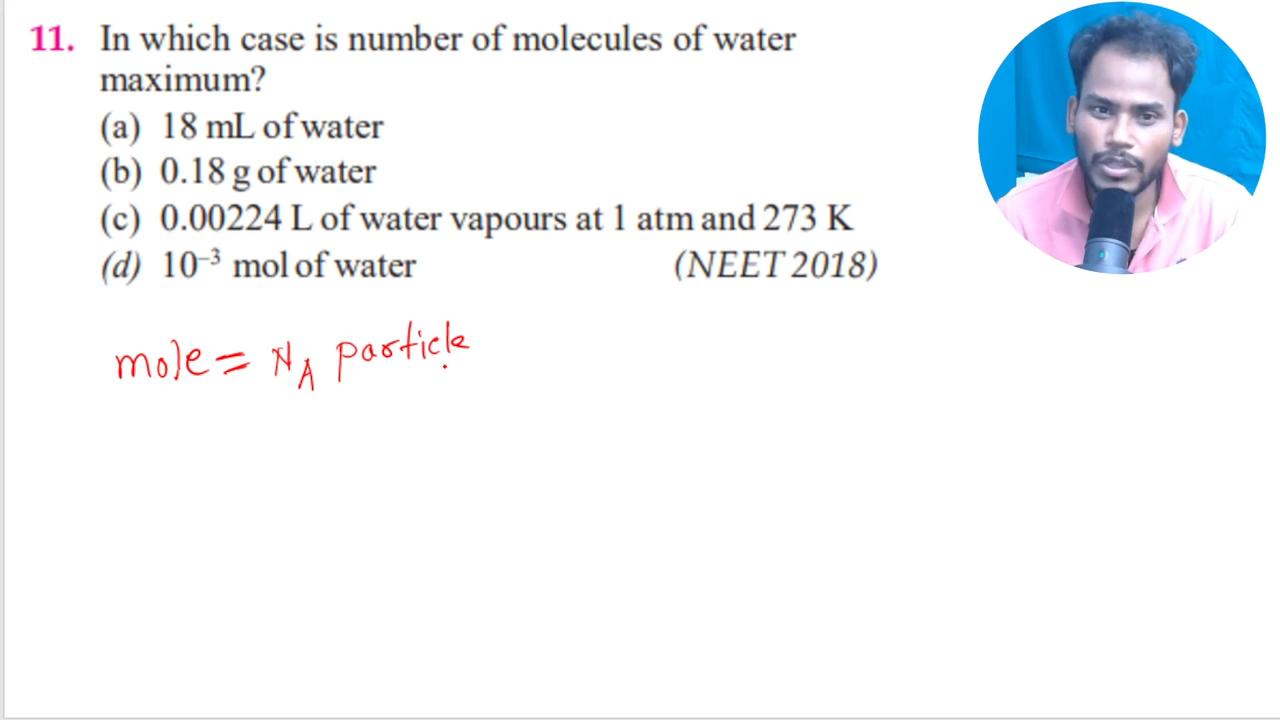 11. In which case is number of molecules of water
maximum?
(a) 18 mL of water
(b) 0.18 g of water
(c) 0.00224 L of water vapours at 1 atm and 273 K
(d) 10⁻³ mol of water (NEET 2018)
mole = N_A particle